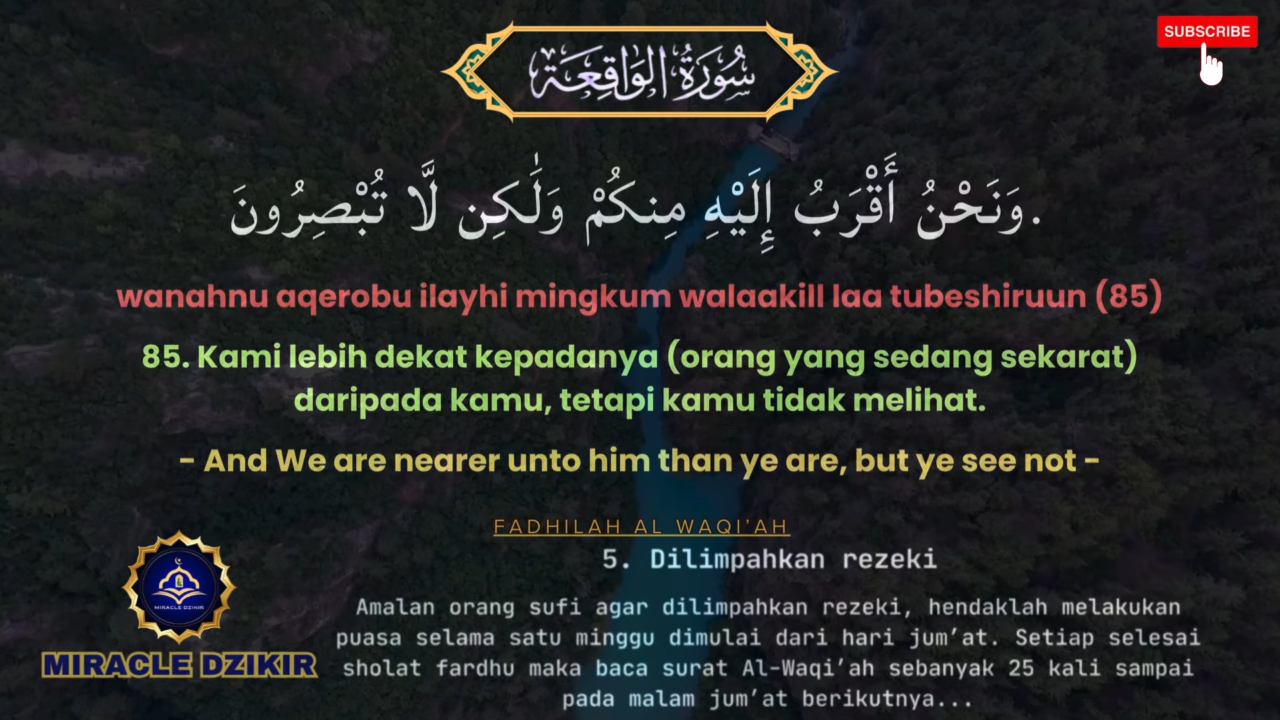 سُورَةُ الوَاقِعَة
SUBSCRIBE
وَنَحْنُ أَقْرَبُ إِلَيْهِ مِنكُمْ وَلَٰكِن لَّا تُبْصِرُونَ.
wanahnu aqerobu ilayhi mingkum walaakill laa tubeshiruun (85)
85. Kami lebih dekat kepadanya (orang yang sedang sekarat)
daripada kamu, tetapi kamu tidak melihat.
- And We are nearer unto him than ye are, but ye see not -
FADHILAH AL WAQI'AH
5. Dilimpahkan rezeki
Amalan orang sufi agar dilimpahkan rezeki, hendaklah melakukan
puasa selama satu minggu dimulai dari hari jum'at. Setiap selesai
sholat fardhu maka baca surat Al-Waqi'ah sebanyak 25 kali sampai
pada malam jum'at berikutnya...
MIRACLE DZIKIR
MIRACLE DZIKIR